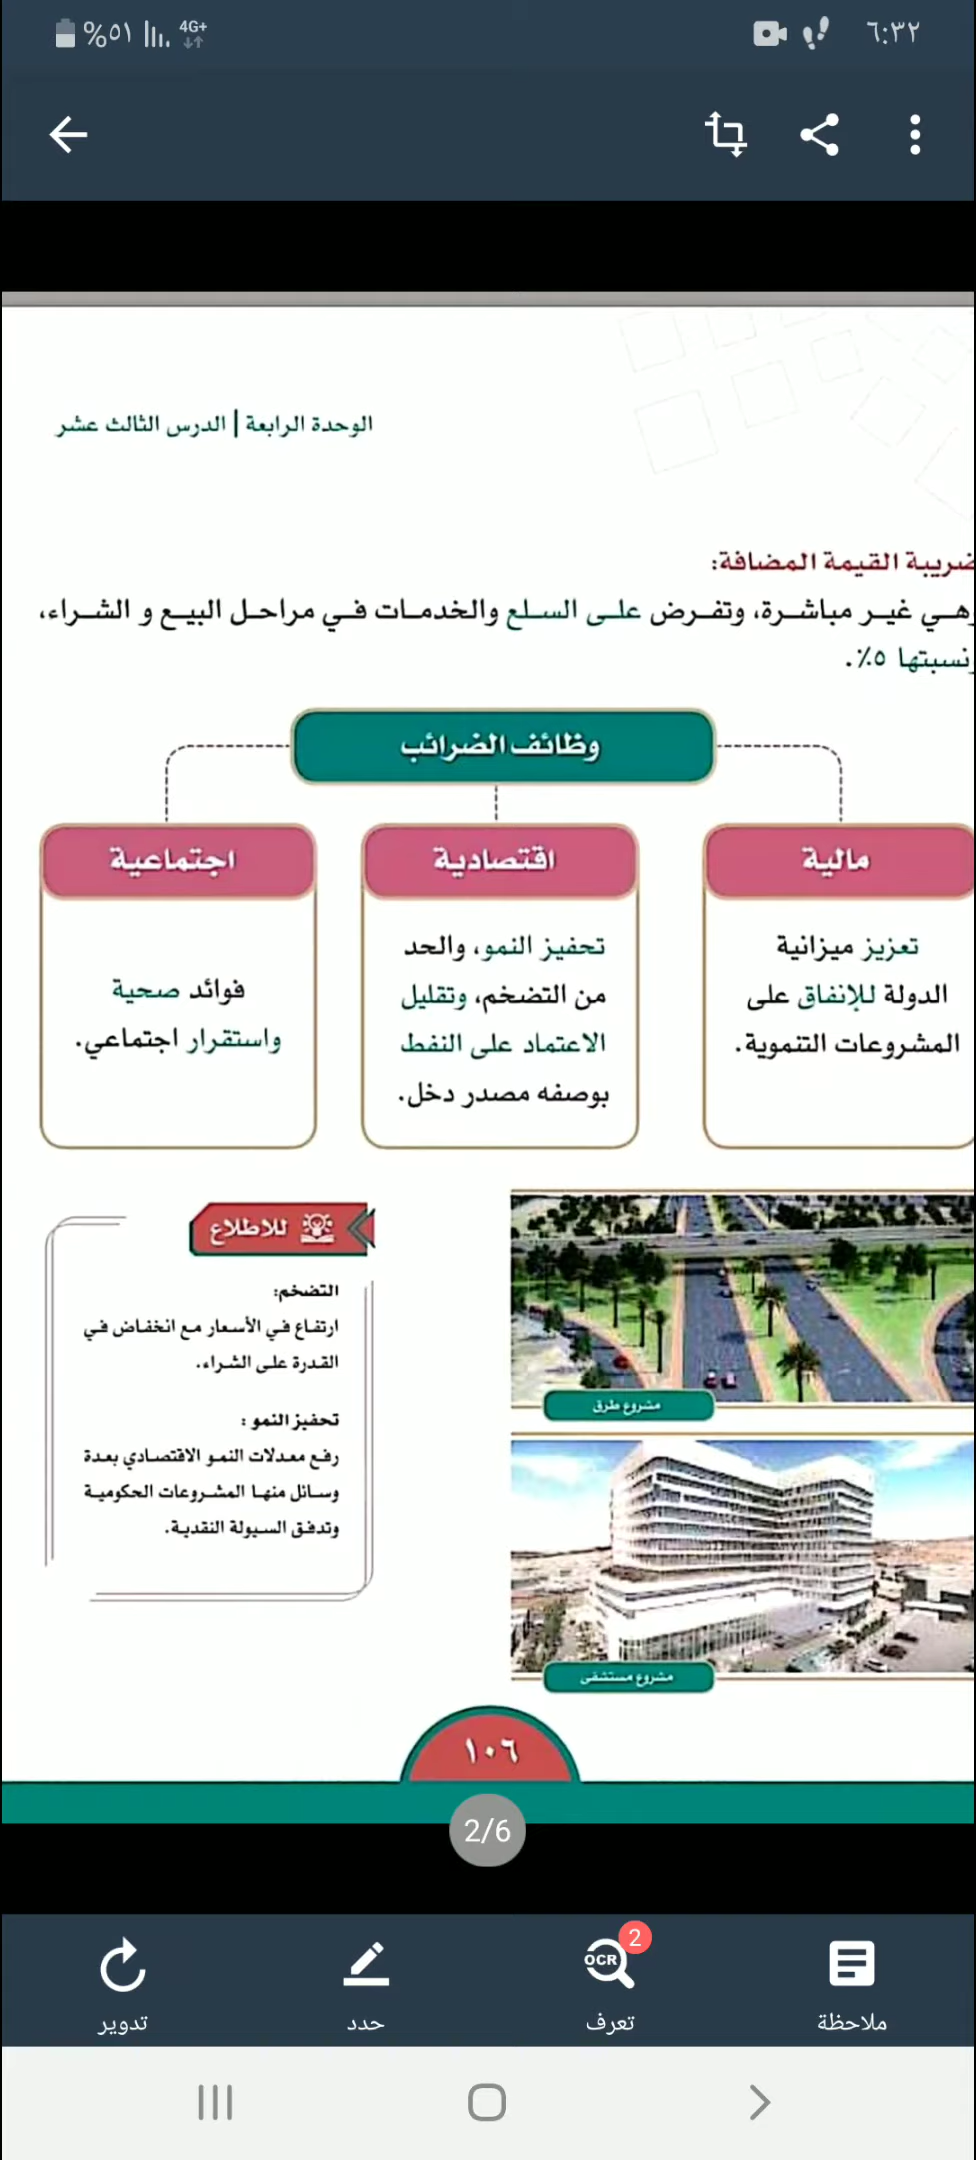 %٥١ 4G+ ٦:٣٢
الوحدة الرابعة | الدرس الثالث عشر
ضريبة القيمة المضافة:
وهي غير مباشرة، وتفرض على السلع والخدمات في مراحل البيع و الشراء،
ونسبتها ٥٪.
وظائف الضرائب
مالية
تعزيز ميزانية
الدولة للإنفاق على
المشروعات التنموية.
اقتصادية
تحفيز النمو، والحد
من التضخم، وتقليل
الاعتماد على النفط
بوصفه مصدر دخل.
اجتماعية
فوائد صحية
واستقرار اجتماعي.
مشروع طرق
مشروع مستشفى
للاطلاع
التضخم:
ارتفاع في الأسعار مع انخفاض في
القدرة على الشراء.
تحفيز النمو :
رفع معدلات النمو الاقتصادي بعدة
وسائل منها المشروعات الحكومية
وتدفق السيولة النقدية.
١٠٦
2/6
ملاحظة
OCR 2
تعرف
حدد
تدوير